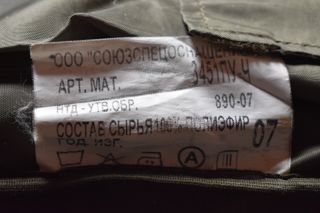 ООО "СОЮЗСПЕЦОСНАЩЕНИЕ"
АРТ. МАТ. 3451ПУ-Ч
НТД - УТВ.ОБР. 890-07
СОСТАВ СЫРЬЯ 100% ПОЛИЭФИР
ГОД ИЗГ. 07
А